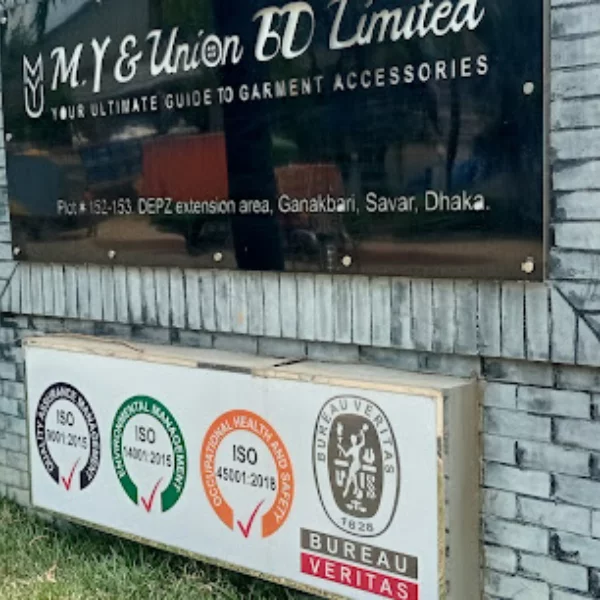 MYU
M.Y & Union BD Limited
YOUR ULTIMATE GUIDE TO GARMENT ACCESSORIES
Plot # 152-153, DEPZ extension area, Ganakbari, Savar, Dhaka.
QUALITY ASSURANCE MANAGEMENT
ISO
9001:2015
ENVIRONMENTAL MANAGEMENT
ISO
14001:2015
OCCUPATIONAL HEALTH AND SAFETY
ISO
45001:2018
BUREAU VERITAS
1828
BUREAU
VERITAS